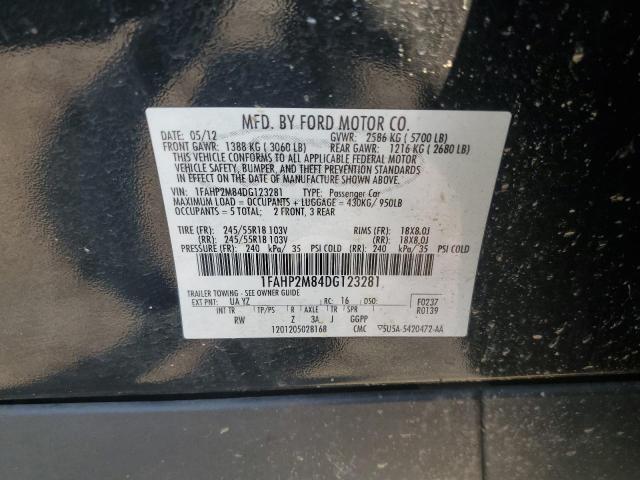 MFD. BY FORD MOTOR CO.
DATE: 05/12 GVWR: 2586 KG ( 5700 LB)
FRONT GAWR: 1388 KG ( 3060 LB) REAR GAWR: 1216 KG ( 2680 LB)
THIS VEHICLE CONFORMS TO ALL APPLICABLE FEDERAL MOTOR
VEHICLE SAFETY, BUMPER, AND THEFT PREVENTION STANDARDS
IN EFFECT ON THE DATE OF MANUFACTURE SHOWN ABOVE.
VIN: 1FAHP2M84DG123281 TYPE: Passenger Car
MAXIMUM LOAD = OCCUPANTS + LUGGAGE = 430KG/ 950LB
OCCUPANTS = 5 TOTAL: 2 FRONT, 3 REAR
TIRE (FR): 245/55R18 103V RIMS (FR): 18X8.0J
(RR): 245/55R18 103V (RR): 18X8.0J
PRESSURE (FR): 240 kPa/ 35 PSI COLD (RR): 240 kPa/ 35 PSI COLD
1FAHP2M84DG123281
TRAILER TOWING - SEE OWNER GUIDE
EXT PNT: UA YZ RC: 16 DSO: F0237
INT TR TP/PS R AXLE TR SPR R0139
RW Z 3A J GGPP
1201205028168 CMC 5U5A-5420472-AA